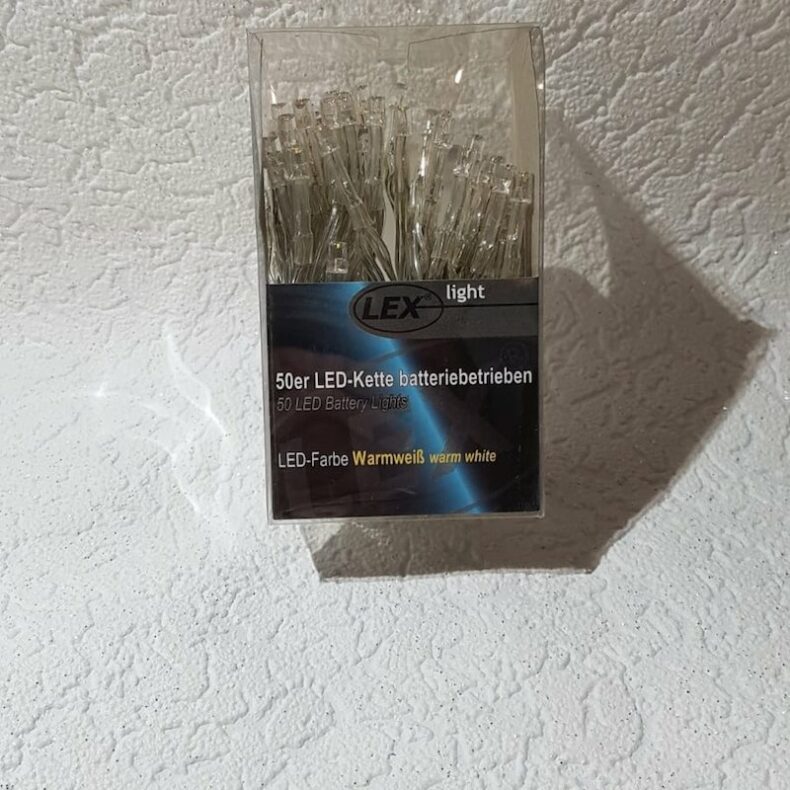 LEX® light
50er LED-Kette batteriebetrieben
50 LED Battery Lights
LED-Farbe Warmweiß warm white